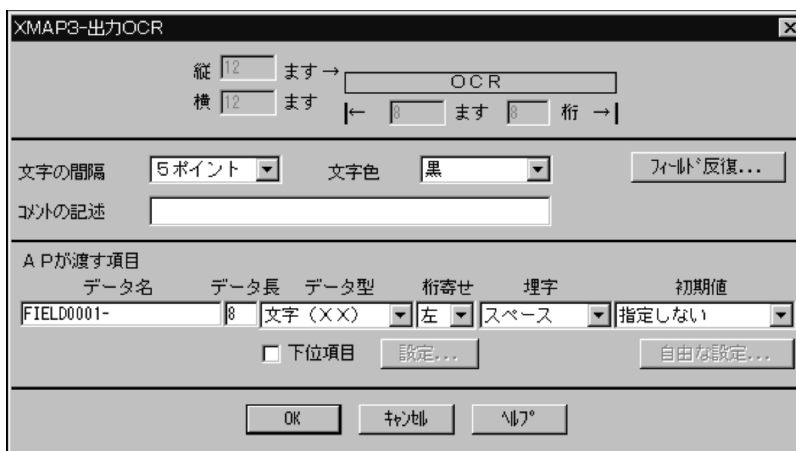 XMAP3-出力OCR
縦 12 ます→
OCR
横 12 ます
|← 8 ます 8 桁 →|
文字の間隔 5ポイント 文字色 黒 フィールド反復...
コメントの記述
APが渡す項目
データ名 データ長 データ型 桁寄せ 埋字 初期値
FIELD0001- 8 文字(XX) 左 スペース 指定しない
下位項目 設定... 自由な設定...
OK キャンセル ヘルプ